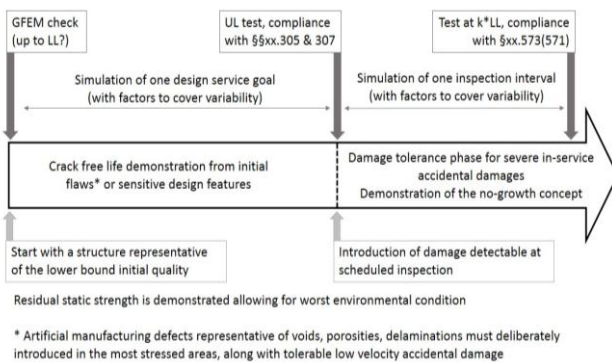 GFEM check
(up to LL?)
UL test, compliance
with §§xx.305 & 307
Test at k*LL, compliance
with §xx.573(571)
Simulation of one design service goal
(with factors to cover variability)
Simulation of one inspection interval
(with factors to cover variability)
Crack free life demonstration from initial
flaws* or sensitive design features
Damage tolerance phase for severe in-service
accidental damages
Demonstration of the no-growth concept
Start with a structure representative
of the lower bound initial quality
Introduction of damage detectable at
scheduled inspection
Residual static strength is demonstrated allowing for worst environmental condition
* Artificial manufacturing defects representative of voids, porosities, delaminations must deliberately
introduced in the most stressed areas, along with tolerable low velocity accidental damage